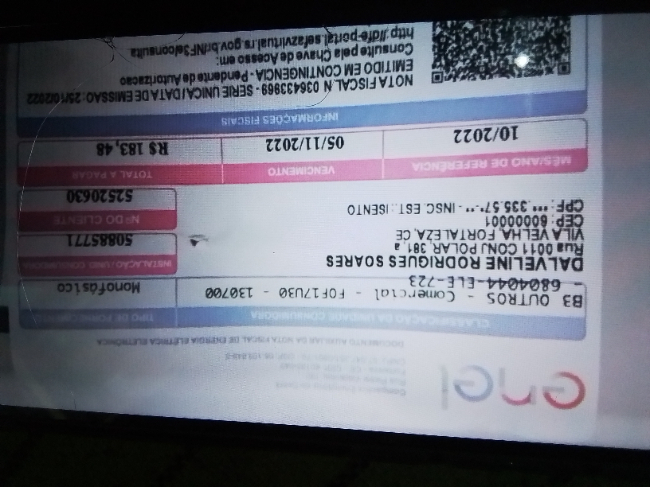 enel
DOCUMENTO AUXILIAR DA NOTA FISCAL DE ENERGIA ELÉTRICA ELETRÔNICA
CLASSIFICAÇÃO DA UNIDADE CONSUMIDORA
TIPO DE FORNECIMENTO
B3 OUTROS - Comercial - F0F17U30 - 130700
6804044-ELE-723
Monofásico
DALVELINE RODRIGUES SOARES
Rua 0011 CONJ POLAR, 381 a
VILA VELHA, FORTALEZA, CE
CEP: 60000001
CPF: ***.335.57-** - INSC. EST.: ISENTO
INSTALAÇÃO / UNID. CONSUMIDORA
50885771
Nº DO CLIENTE
52520630
MÊS/ANO DE REFERÊNCIA
VENCIMENTO
TOTAL A PAGAR
10/2022
05/11/2022
R$ 183,48
INFORMAÇÕES FISCAIS
NOTA FISCAL N. 036433969 - SERIE UNICA / DATA DE EMISSAO: 25/10/2022
EMITIDO EM CONTINGENCIA - Pendente de Autorizacao
Consulte pela Chave de Acesso em:
http://dfe-portal.sefazvirtual.rs.gov.br/NF3e/consulta